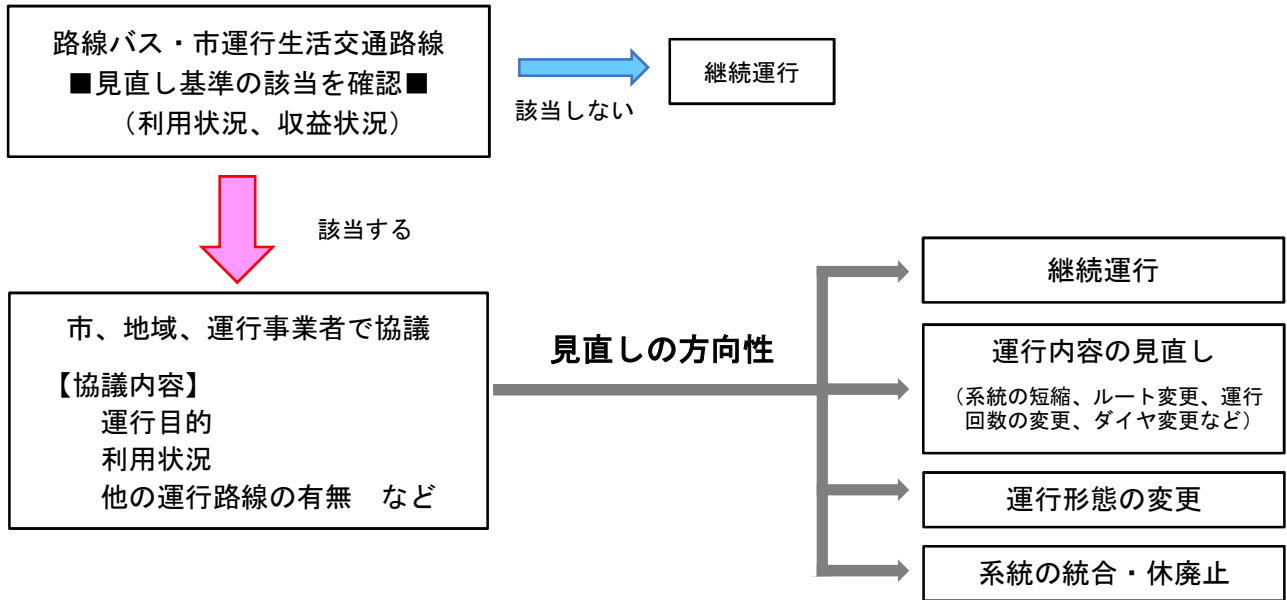 路線バス・市運行生活交通路線
■見直し基準の該当を確認■
（利用状況、収益状況）
該当しない
継続運行
該当する
市、地域、運行事業者で協議
【協議内容】
運行目的
利用状況
他の運行路線の有無　など
見直しの方向性
継続運行
運行内容の見直し
（系統の短縮、ルート変更、運行
回数の変更、ダイヤ変更など）
運行形態の変更
系統の統合・休廃止